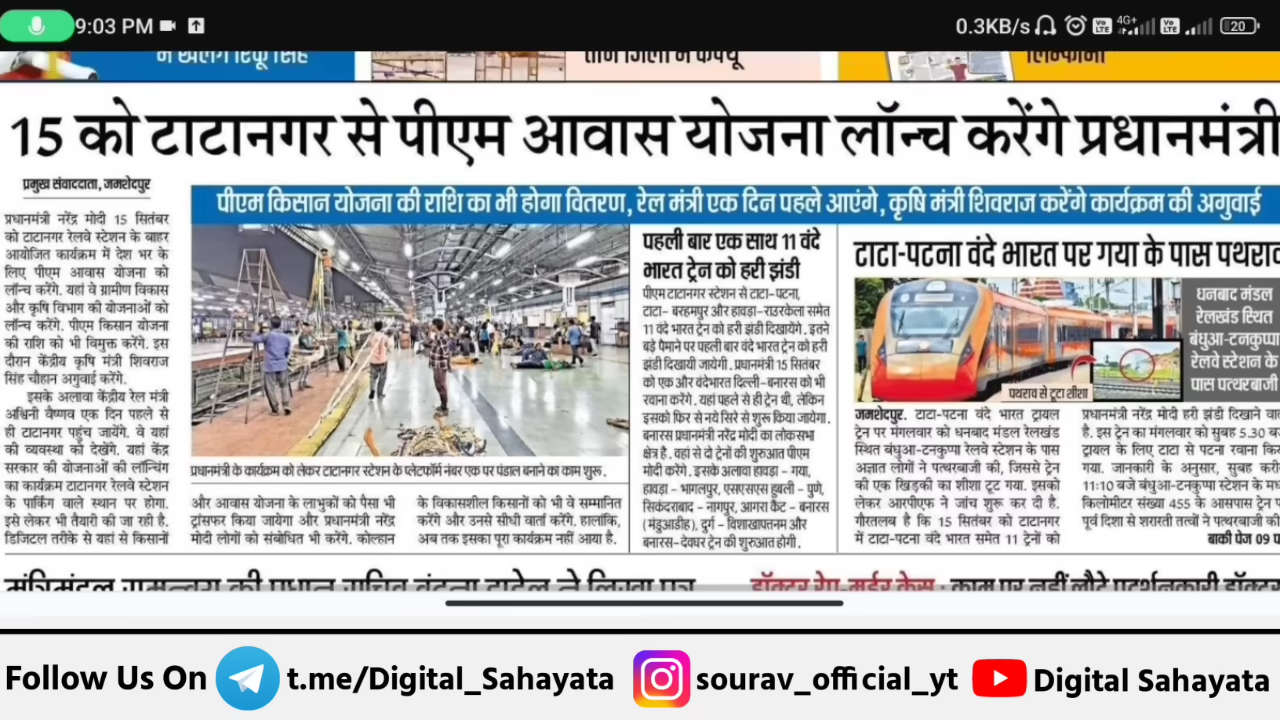 9:03 PM
0.3KB/s 4G+ 20
15 को टाटानगर से पीएम आवास योजना लॉन्च करेंगे प्रधानमंत्री
प्रमुख संवाददाता, जमशेदपुर
पीएम किसान योजना की राशि का भी होगा वितरण, रेल मंत्री एक दिन पहले आएंगे, कृषि मंत्री शिवराज करेंगे कार्यक्रम की अगुवाई
प्रधानमंत्री नरेंद्र मोदी 15 सितंबर
को टाटानगर रेलवे स्टेशन के बाहर
आयोजित कार्यक्रम में देश भर के
लिए पीएम आवास योजना को
लॉन्च करेंगे. यहां वे ग्रामीण विकास
और कृषि विभाग की योजनाओं को
लॉन्च करेंगे. पीएम किसान योजना
की राशि को भी विमुक्त करेंगे. इस
दौरान केंद्रीय कृषि मंत्री शिवराज
सिंह चौहान अगुवाई करेंगे.
इसके अलावा केंद्रीय रेल मंत्री
अश्विनी वैष्णव एक दिन पहले से
ही टाटानगर पहुंच जायेंगे. वे यहां
की व्यवस्था को देखेंगे. यहां केंद्र
सरकार की योजनाओं की लॉन्चिंग
का कार्यक्रम टाटानगर रेलवे स्टेशन
के पार्किंग वाले स्थान पर होगा.
इसे लेकर भी तैयारी की जा रही है.
डिजिटल तरीके से यहां से किसानों
प्रधानमंत्री के कार्यक्रम को लेकर टाटानगर स्टेशन के प्लेटफॉर्म नंबर एक पर पंडाल बनाने का काम शुरू.
और आवास योजना के लाभुकों को पैसा भी
ट्रांसफर किया जायेगा और प्रधानमंत्री नरेंद्र
मोदी लोगों को संबोधित भी करेंगे. कोल्हान
के विकासशील किसानों को भी वे सम्मानित
करेंगे और उनसे सीधी वार्ता करेंगे. हालांकि,
अब तक इसका पूरा कार्यक्रम नहीं आया है.
पहली बार एक साथ 11 वंदे
भारत ट्रेन को हरी झंडी
पीएम टाटानगर स्टेशन से टाटा- पटना,
टाटा- बरहमपुर और हावड़ा-राउरकेला समेत
11 वंदे भारत ट्रेन को हरी झंडी दिखायेंगे. इतने
बड़े पैमाने पर पहली बार वंदे भारत ट्रेन को हरी
झंडी दिखायी जायेगी. प्रधानमंत्री 15 सितंबर
को एक और वंदेभारत दिल्ली-बनारस को भी
रवाना करेंगे. यहां पहले से ही ट्रेन थी, लेकिन
इसको फिर से नये सिरे से शुरू किया जायेगा.
बनारस प्रधानमंत्री नरेंद्र मोदी का लोकसभा
क्षेत्र है. वहां से दो ट्रेनों की शुरुआत पीएम
मोदी करेंगे. इसके अलावा हावड़ा - गया,
हावड़ा - भागलपुर, एसएसएस हुबली - पुणे,
सिकंदराबाद - नागपुर, आगरा कैंट - बनारस
(मंडुआडीह), दुर्ग - विशाखापत्तनम और
बनारस-देवघर ट्रेन की शुरुआत होगी.
टाटा-पटना वंदे भारत पर गया के पास पथराव
धनबाद मंडल
रेलखंड स्थित
बंधुआ-टनकुप्पा
रेलवे स्टेशन के
पास पत्थरबाजी
पथराव से टूटा शीशा
जमशेदपुर. टाटा-पटना वंदे भारत ट्रायल
ट्रेन पर मंगलवार को धनबाद मंडल रेलखंड
स्थित बंधुआ-टनकुप्पा रेलवे स्टेशन के पास
अज्ञात लोगों ने पत्थरबाजी की, जिससे ट्रेन
की एक खिड़की का शीशा टूट गया. इसको
लेकर आरपीएफ ने जांच शुरू कर दी है.
गौरतलब है कि 15 सितंबर को टाटानगर
में टाटा-पटना वंदे भारत समेत 11 ट्रेनों को
प्रधानमंत्री नरेंद्र मोदी हरी झंडी दिखाने
है. इस ट्रेन का मंगलवार को सुबह 5.30
ट्रायल के लिए टाटा से पटना रवाना
गया. जानकारी के अनुसार, सुबह
11:10 बजे बंधुआ-टनकुप्पा स्टेशन के
किलोमीटर संख्या 455 के आसपास ट्रेन
पूर्व दिशा से शरारती तत्वों ने पत्थरबाजी
बाकी पेज 09
Follow Us On t.me/Digital_Sahayata sourav_official_yt Digital Sahayata